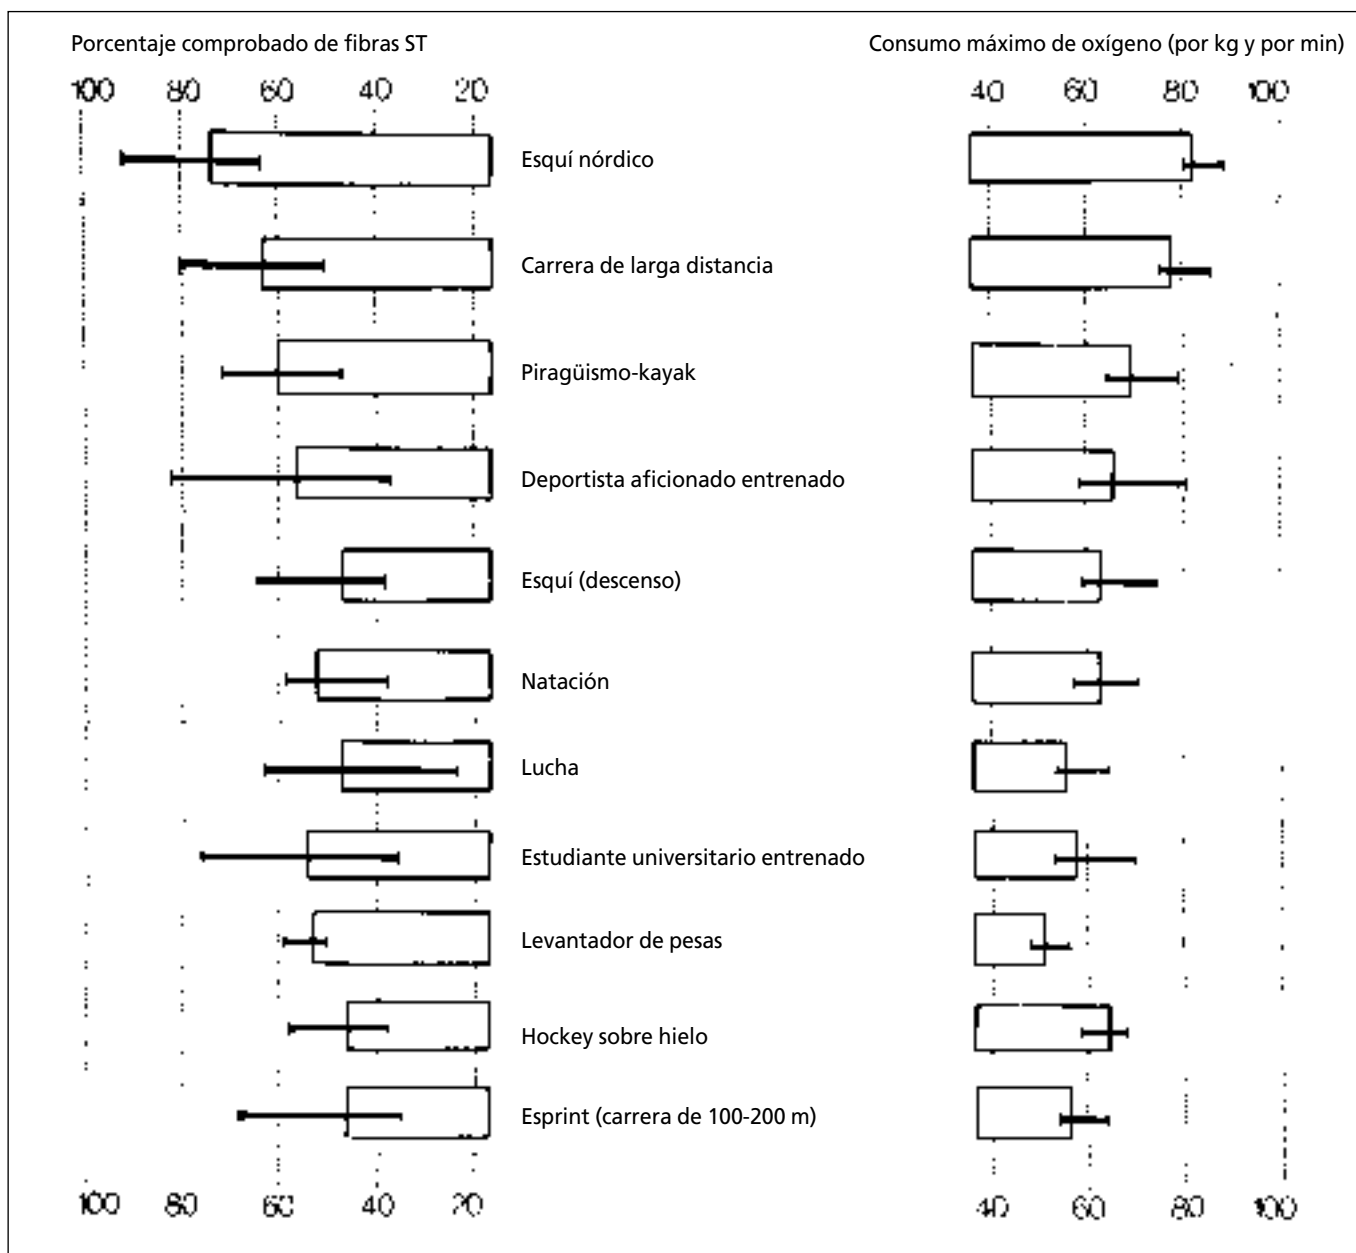 Porcentaje comprobado de fibras ST
Consumo máximo de oxígeno (por kg y por min)
100 80 60 40 20
40 60 80 100
Esquí nórdico
Carrera de larga distancia
Piragüismo-kayak
Deportista aficionado entrenado
Esquí (descenso)
Natación
Lucha
Estudiante universitario entrenado
Levantador de pesas
Hockey sobre hielo
Esprint (carrera de 100-200 m)
100 80 60 40 20
40 60 80 100